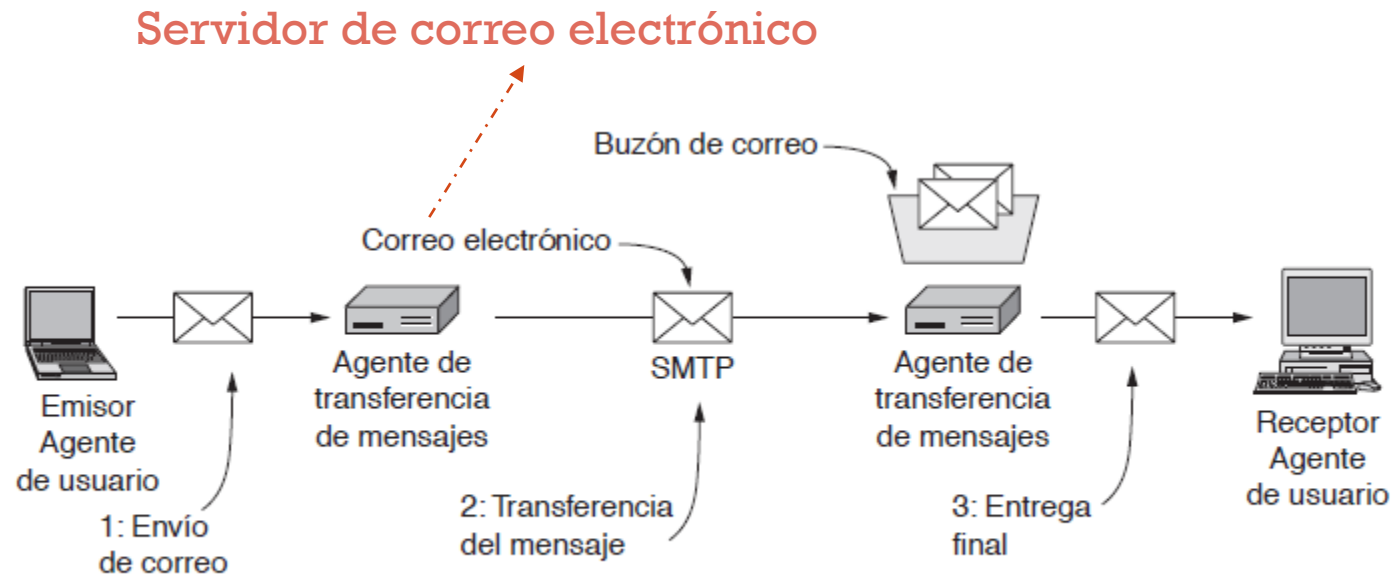 Servidor de correo electrónico
Buzón de correo
Correo electrónico
Emisor
Agente
de usuario
Agente de
transferencia
de mensajes
SMTP
Agente de
transferencia
de mensajes
Receptor
Agente
de usuario
1: Envío
de correo
2: Transferencia
del mensaje
3: Entrega
final